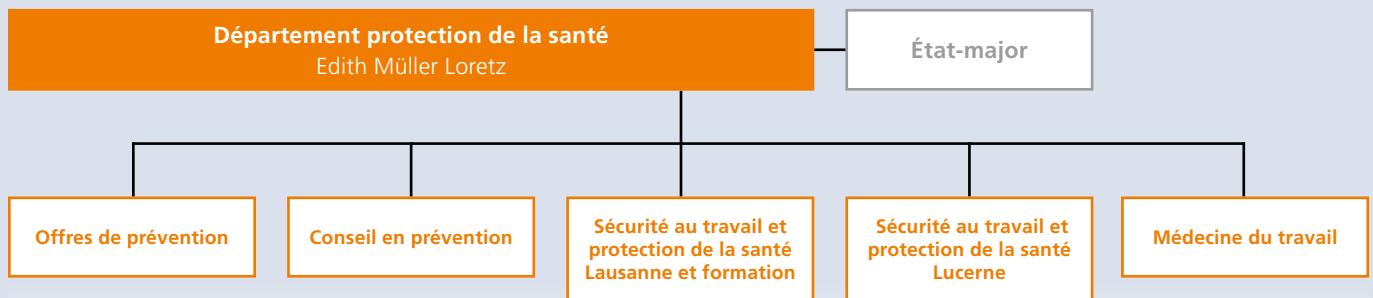 Département protection de la santé
Edith Müller Loretz
État-major
Offres de prévention
Conseil en prévention
Sécurité au travail et
protection de la santé
Lausanne et formation
Sécurité au travail et
protection de la santé
Lucerne
Médecine du travail